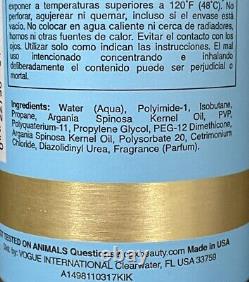 exponer a temperaturas superiores a 120°F (48°C). No
perforar, agujerear ni quemar, incluso si el envase está
vacío. No colocar en agua caliente ni cerca de radiadores,
hornos ni otras fuentes de calor. Evitar el contacto con los
ojos. Utilizar solo como indican las instrucciones. El mal
uso intencionado concentrando e inhalando
deliberadamente el contenido puede ser perjudicial o
mortal.
Ingredients: Water (Aqua), Polyimide-1, Isobutane,
Propane, Argania Spinosa Kernel Oil, PVP,
Polyquaternium-11, Propylene Glycol, PEG-12 Dimethicone,
Argania Spinosa Kernel Oil, Polysorbate 20, Cetrimonium
Chloride, Diazolidinyl Urea, Fragrance (Parfum).
TESTED ON ANIMALS Questions beauty.com Made in USA
Dist. by: VOGUE INTERNATIONAL Clearwater, FL USA 33759
A1498110317KIK